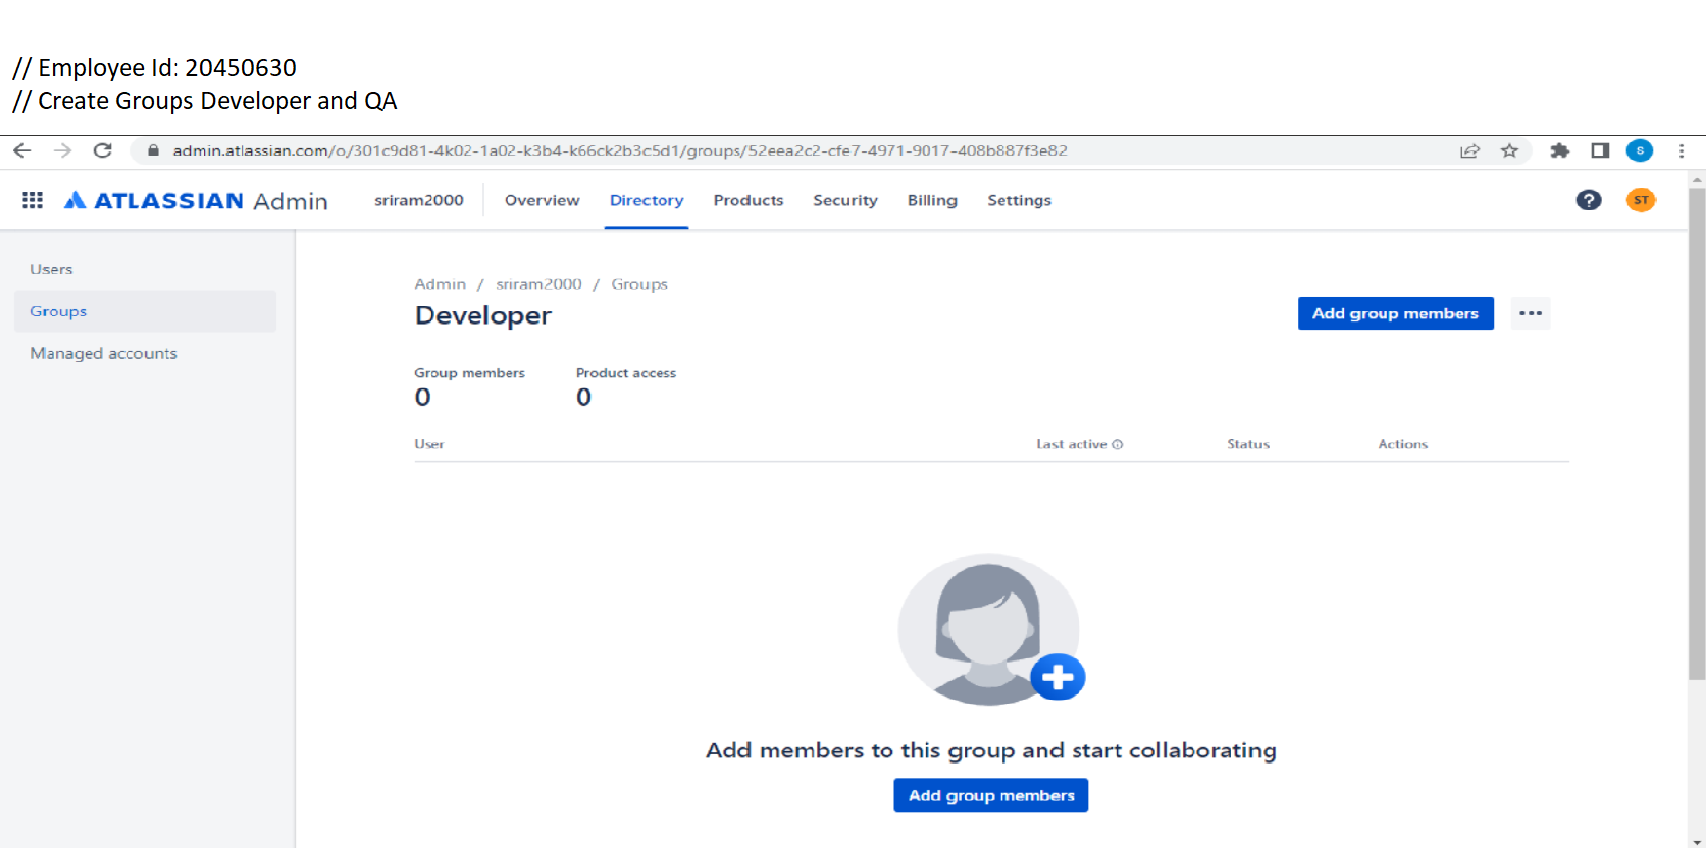 // Employee Id: 20450630
// Create Groups Developer and QA
admin.atlassian.com/o/301c9d81-4k02-1a02-k3b4-k66ck2b3c5d1/groups/52eea2c2-cfe7-4971-9017-408b887f3e82
S
ATLASSIAN Admin sriram2000 Overview Directory Products Security Billing Settings ? ST
Users
Groups
Managed accounts
Admin / sriram2000 / Groups
Developer
Add group members
Group members Product access
0 0
User Last active Status Actions
Add members to this group and start collaborating
Add group members